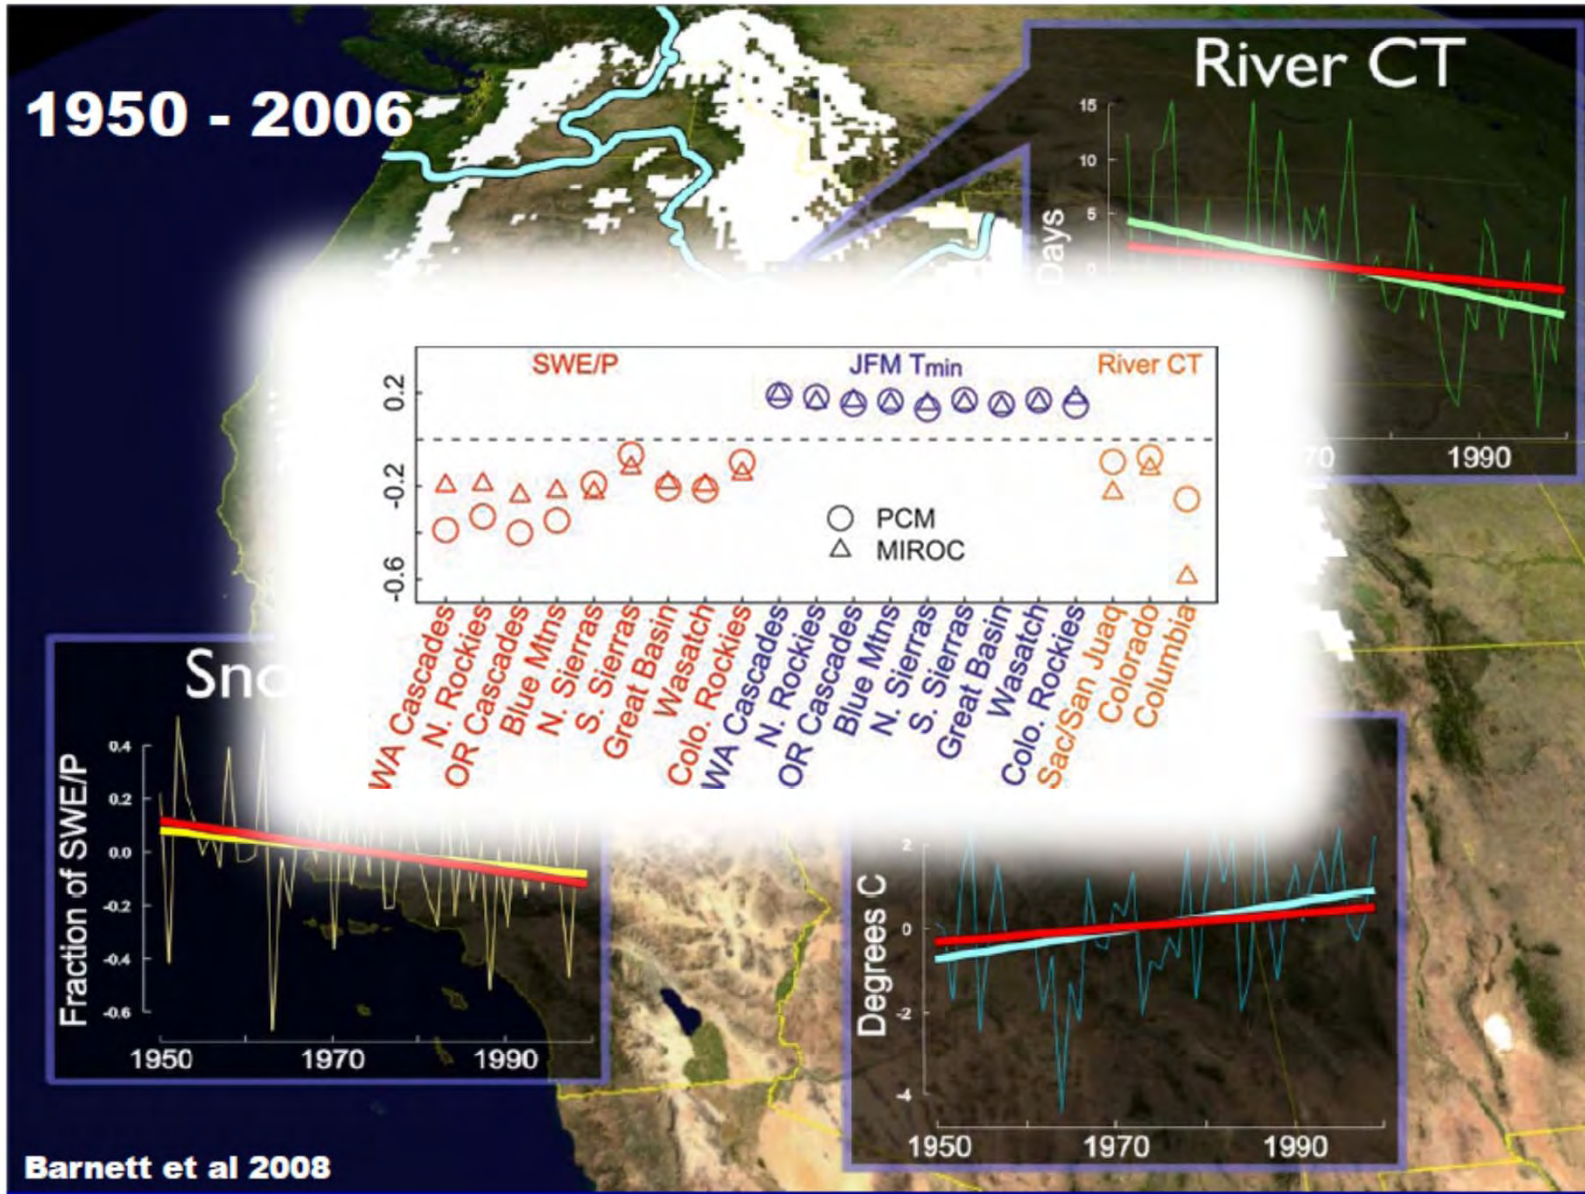 1950 - 2006
River CT
15
10
5
0
Days
70
1990
SWE/P
JFM Tmin
River CT
0.2
-0.2
-0.6
PCM
MIROC
WA Cascades
N. Rockies
OR Cascades
Blue Mtns
N. Sierras
S. Sierras
Great Basin
Wasatch
Colo. Rockies
WA Cascades
N. Rockies
OR Cascades
Blue Mtns
N. Sierras
S. Sierras
Great Basin
Wasatch
Colo. Rockies
Sac/San Juaq
Colorado
Columbia
Sno
0.4
0.2
0.0
-0.2
-0.4
-0.6
Fraction of SWE/P
1950
1970
1990
2
0
-2
-4
Degrees C
1950
1970
1990
Barnett et al 2008